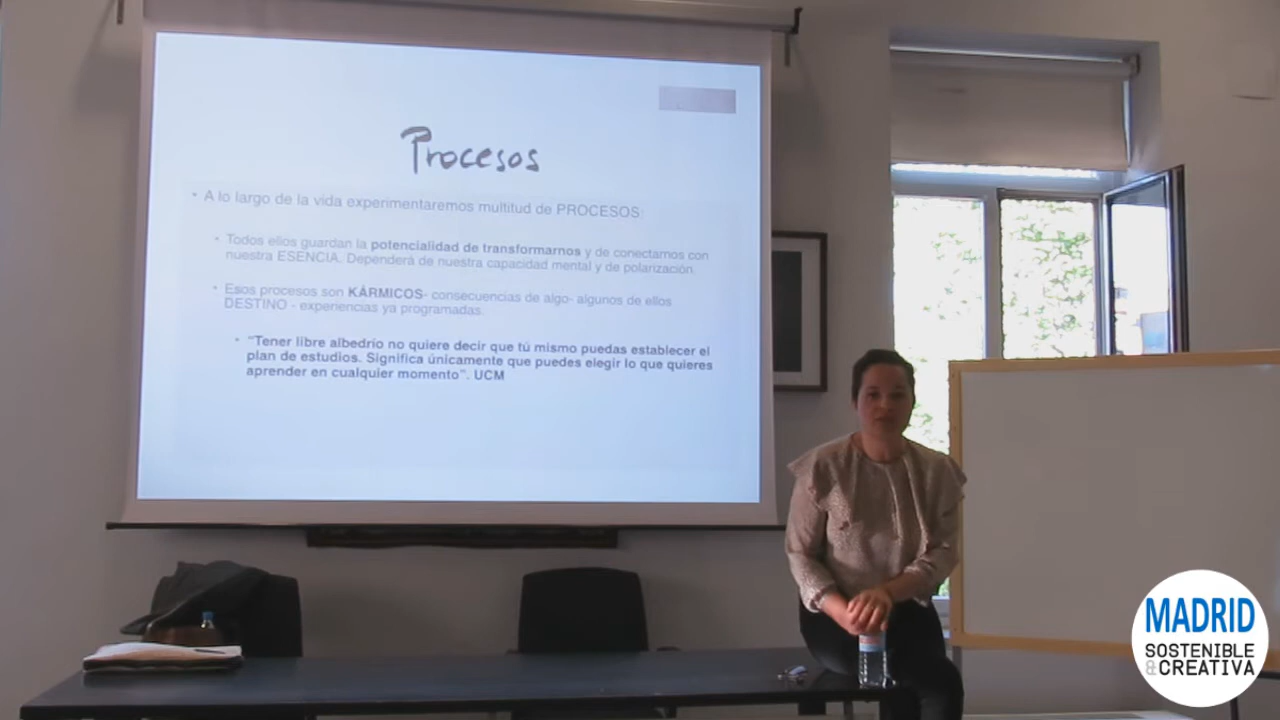 Procesos
• A lo largo de la vida experimentaremos multitud de PROCESOS:
• Todos ellos guardan la potencialidad de transformarnos y de conectarnos con
nuestra ESENCIA. Dependerá de nuestra capacidad mental y de polarización.
• Esos procesos son KÁRMICOS- consecuencias de algo- algunos de ellos
DESTINO - experiencias ya programadas.
• "Tener libre albedrío no quiere decir que tú mismo puedas establecer el
plan de estudios. Significa únicamente que puedes elegir lo que quieres
aprender en cualquier momento". UCM
MADRID
SOSTENIBLE
&CREATIVA